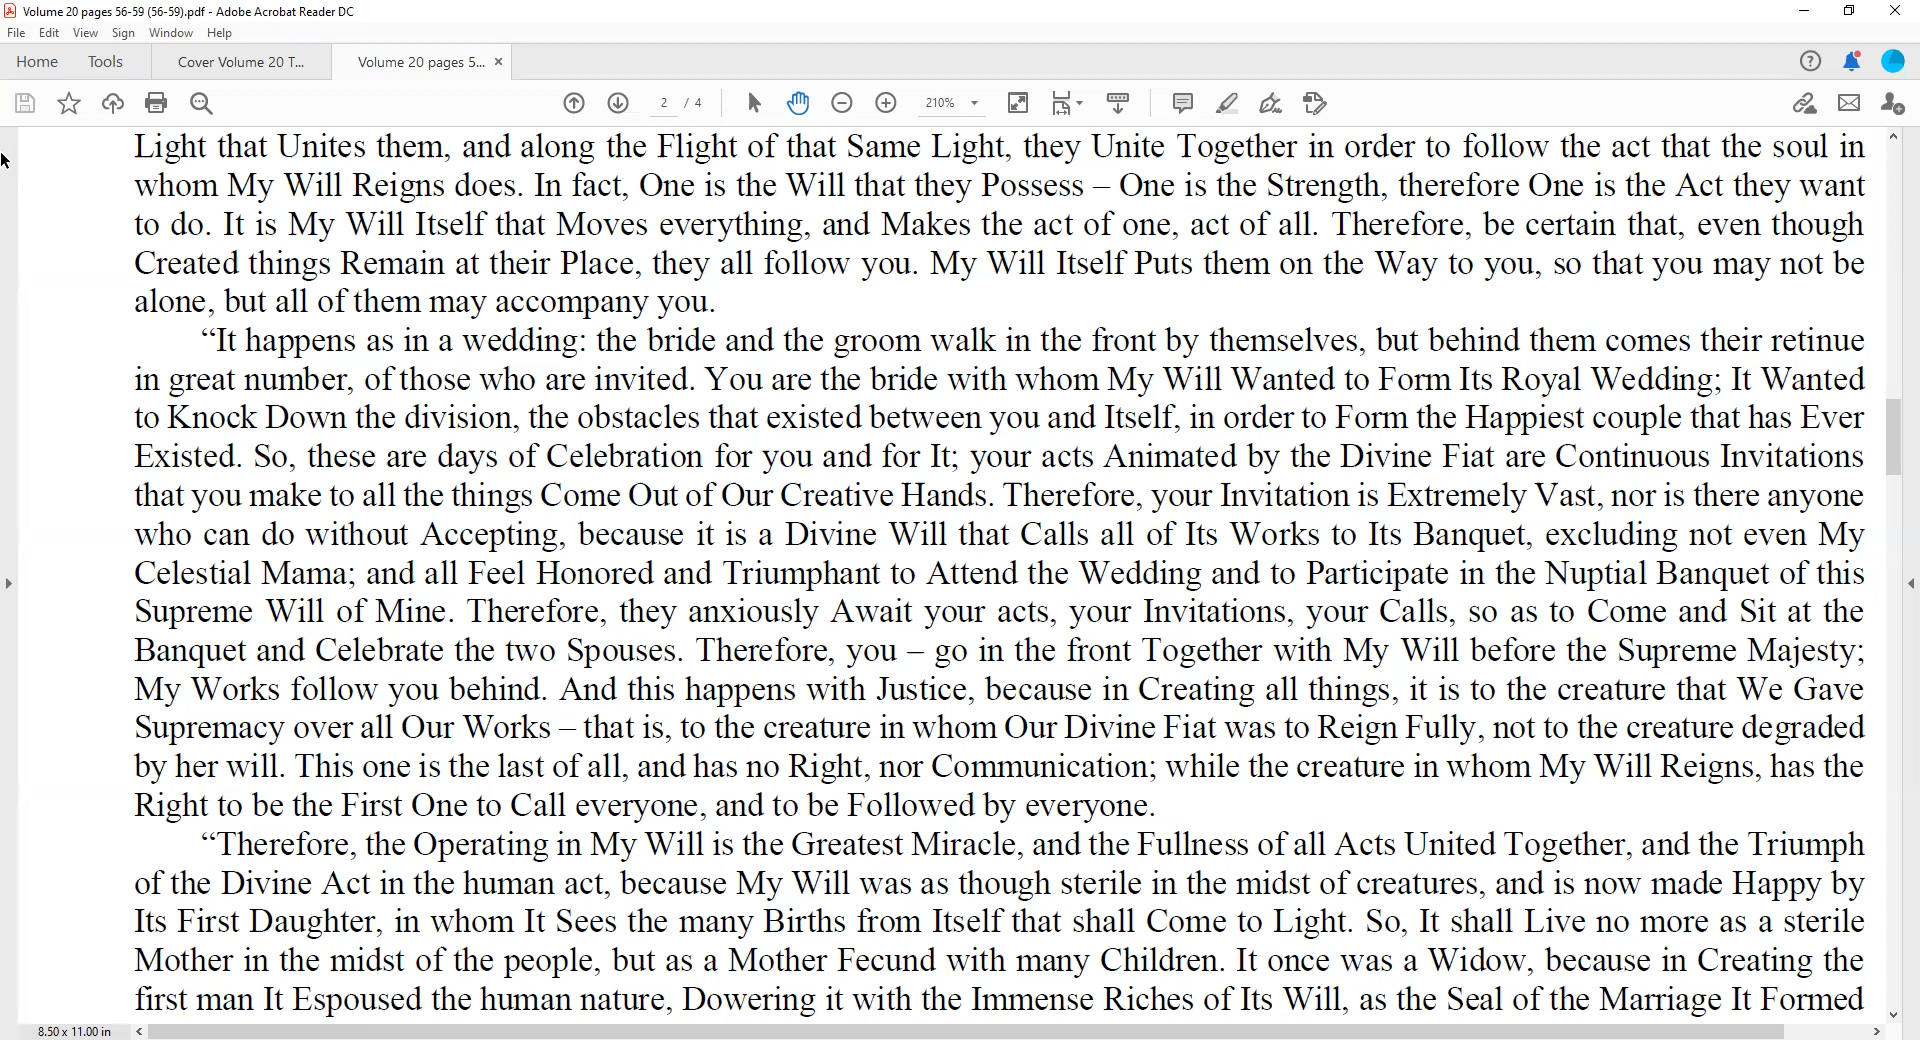 Volume 20 pages 56-59 (56-59).pdf - Adobe Acrobat Reader DC
File Edit View Sign Window Help
Home Tools Cover Volume 20 T... Volume 20 pages 5... ×
2 / 4 210%
Light that Unites them, and along the Flight of that Same Light, they Unite Together in order to follow the act that the soul in
whom My Will Reigns does. In fact, One is the Will that they Possess – One is the Strength, therefore One is the Act they want
to do. It is My Will Itself that Moves everything, and Makes the act of one, act of all. Therefore, be certain that, even though
Created things Remain at their Place, they all follow you. My Will Itself Puts them on the Way to you, so that you may not be
alone, but all of them may accompany you.
“It happens as in a wedding: the bride and the groom walk in the front by themselves, but behind them comes their retinue
in great number, of those who are invited. You are the bride with whom My Will Wanted to Form Its Royal Wedding; It Wanted
to Knock Down the division, the obstacles that existed between you and Itself, in order to Form the Happiest couple that has Ever
Existed. So, these are days of Celebration for you and for It; your acts Animated by the Divine Fiat are Continuous Invitations
that you make to all the things Come Out of Our Creative Hands. Therefore, your Invitation is Extremely Vast, nor is there anyone
who can do without Accepting, because it is a Divine Will that Calls all of Its Works to Its Banquet, excluding not even My
Celestial Mama; and all Feel Honored and Triumphant to Attend the Wedding and to Participate in the Nuptial Banquet of this
Supreme Will of Mine. Therefore, they anxiously Await your acts, your Invitations, your Calls, so as to Come and Sit at the
Banquet and Celebrate the two Spouses. Therefore, you – go in the front Together with My Will before the Supreme Majesty;
My Works follow you behind. And this happens with Justice, because in Creating all things, it is to the creature that We Gave
Supremacy over all Our Works – that is, to the creature in whom Our Divine Fiat was to Reign Fully, not to the creature degraded
by her will. This one is the last of all, and has no Right, nor Communication; while the creature in whom My Will Reigns, has the
Right to be the First One to Call everyone, and to be Followed by everyone.
“Therefore, the Operating in My Will is the Greatest Miracle, and the Fullness of all Acts United Together, and the Triumph
of the Divine Act in the human act, because My Will was as though sterile in the midst of creatures, and is now made Happy by
Its First Daughter, in whom It Sees the many Births from Itself that shall Come to Light. So, It shall Live no more as a sterile
Mother in the midst of the people, but as a Mother Fecund with many Children. It once was a Widow, because in Creating the
first man It Espoused the human nature, Dowering it with the Immense Riches of Its Will, as the Seal of the Marriage It Formed
8.50 x 11.00 in